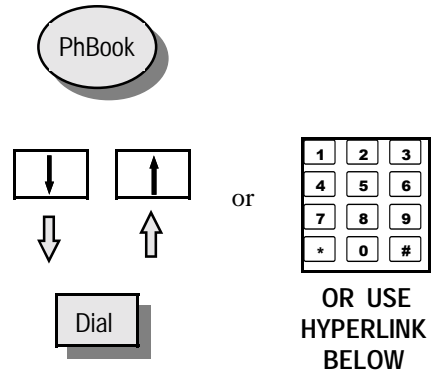 PhBook
or
1 2 3
4 5 6
7 8 9
* 0 #
Dial
OR USE
HYPERLINK
BELOW